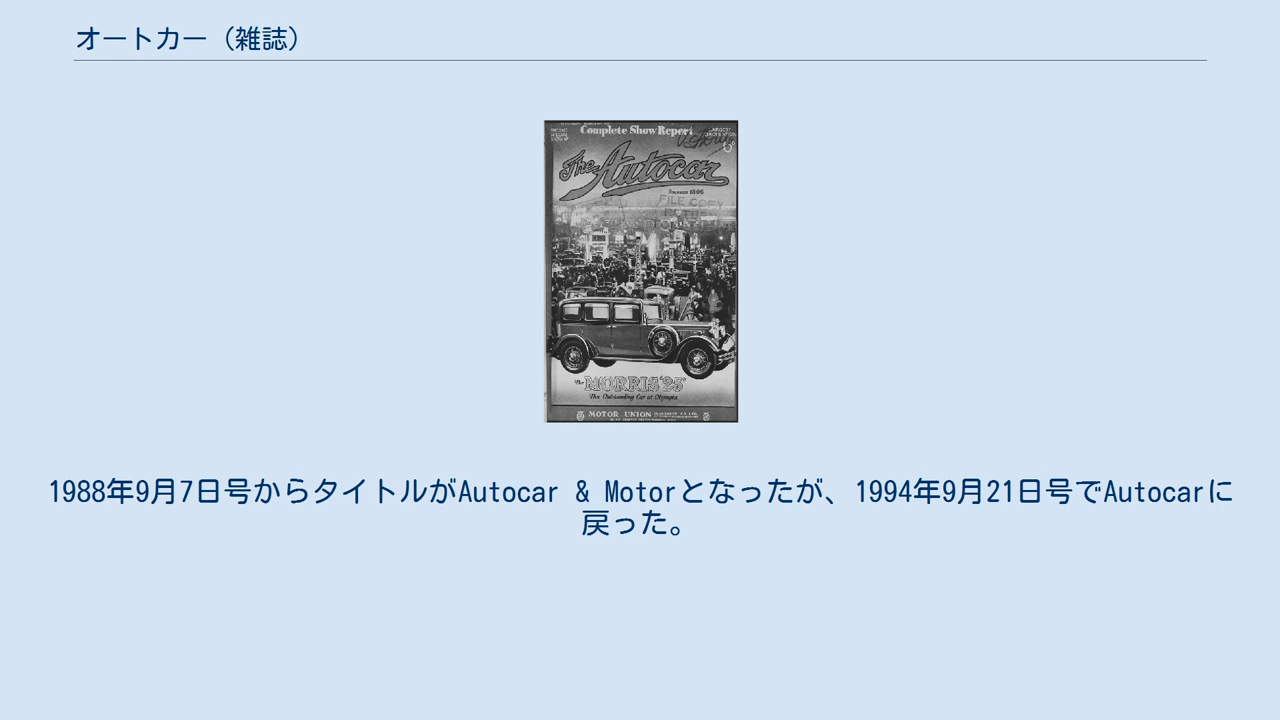 オートカー（雑誌）
Complete Show Report
The Autocar
FILE COPY
The MORRIS "25"
The Outstanding Car at Olympia.
MOTOR UNION
1988年9月7日号からタイトルがAutocar & Motorとなったが、1994年9月21日号でAutocarに
戻った。